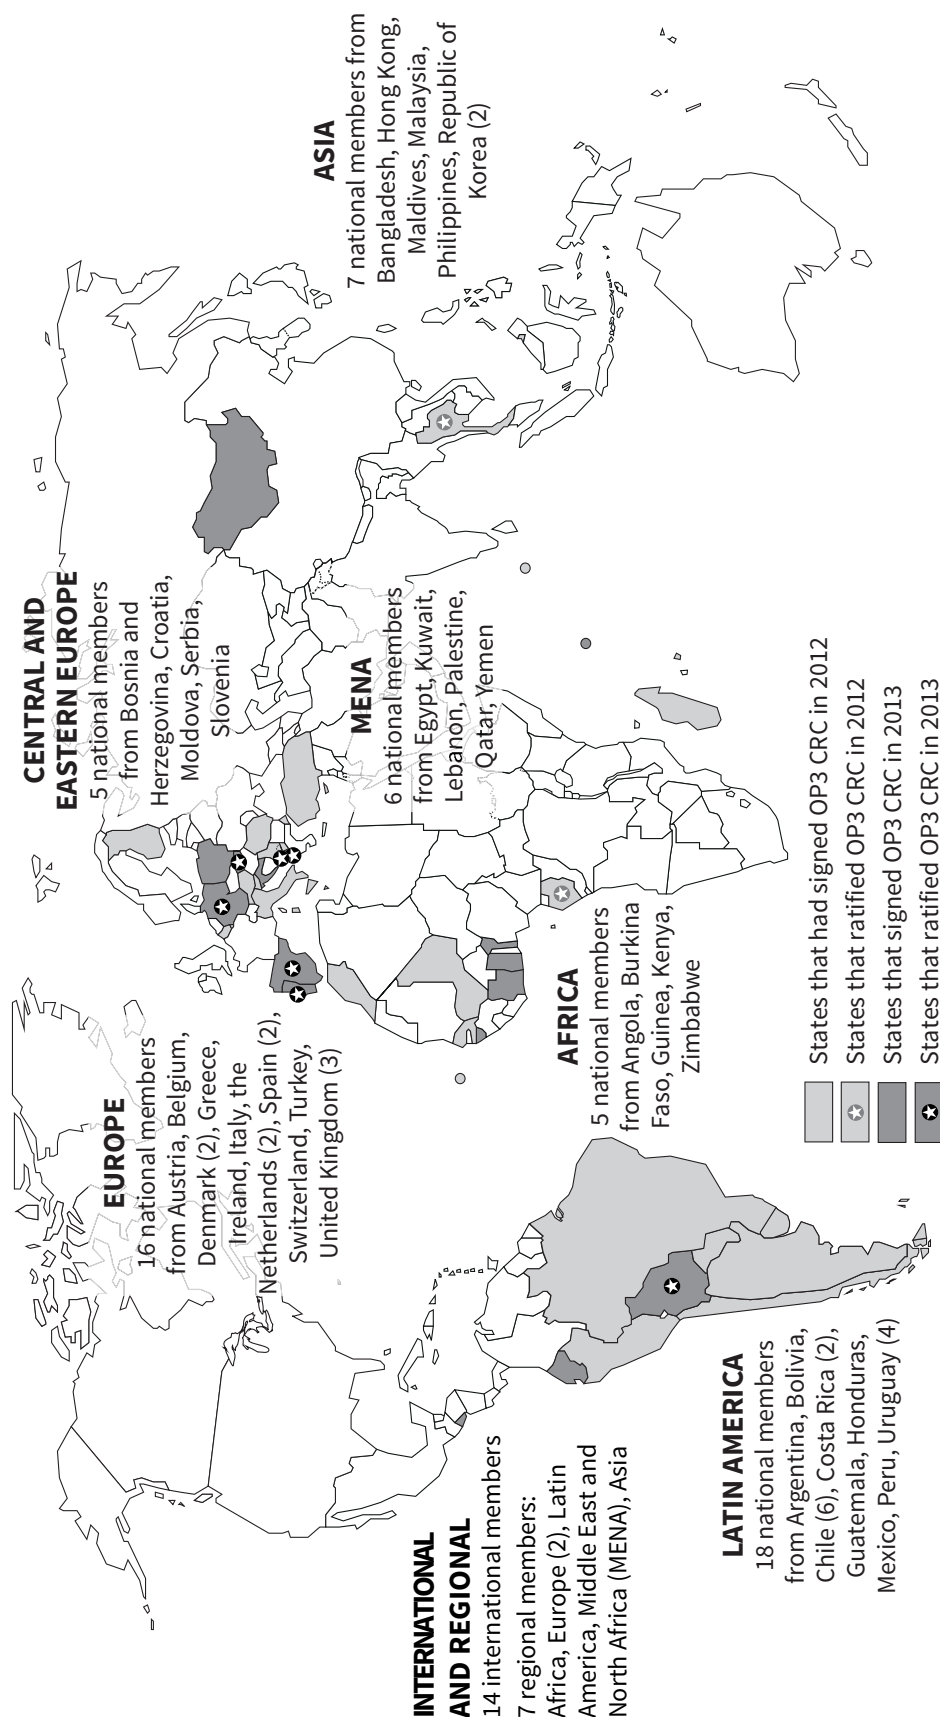 CENTRAL AND
EASTERN EUROPE
5 national members
from Bosnia and
Herzegovina, Croatia,
Moldova, Serbia,
Slovenia
ASIA
7 national members from
Bangladesh, Hong Kong,
Maldives, Malaysia,
Philippines, Republic of
Korea (2)
EUROPE
16 national members
from Austria, Belgium,
Denmark (2), Greece,
Ireland, Italy, the
Netherlands (2), Spain (2),
Switzerland, Turkey,
United Kingdom (3)
MENA
6 national members
from Egypt, Kuwait,
Lebanon, Palestine,
Qatar, Yemen
INTERNATIONAL
AND REGIONAL
14 international members
7 regional members:
Africa, Europe (2), Latin
America, Middle East and
North Africa (MENA), Asia
AFRICA
5 national members
from Angola, Burkina
Faso, Guinea, Kenya,
Zimbabwe
LATIN AMERICA
18 national members
from Argentina, Bolivia,
Chile (6), Costa Rica (2),
Guatemala, Honduras,
Mexico, Peru, Uruguay (4)
States that had signed OP3 CRC in 2012
States that ratified OP3 CRC in 2012
States that signed OP3 CRC in 2013
States that ratified OP3 CRC in 2013